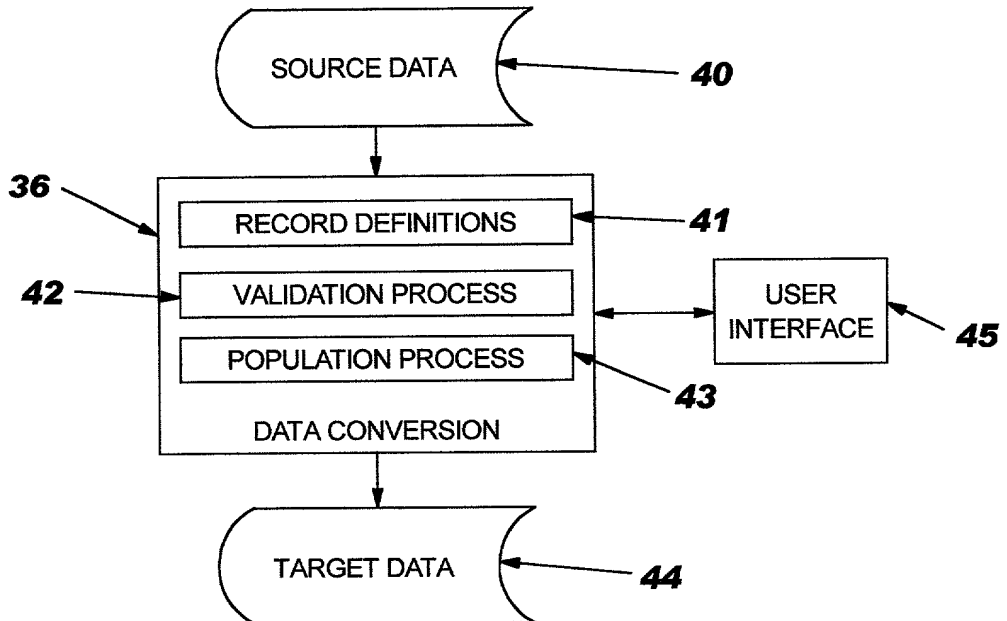 SOURCE DATA
40
36
RECORD DEFINITIONS
41
42
VALIDATION PROCESS
USER
INTERFACE
45
POPULATION PROCESS
43
DATA CONVERSION
TARGET DATA
44